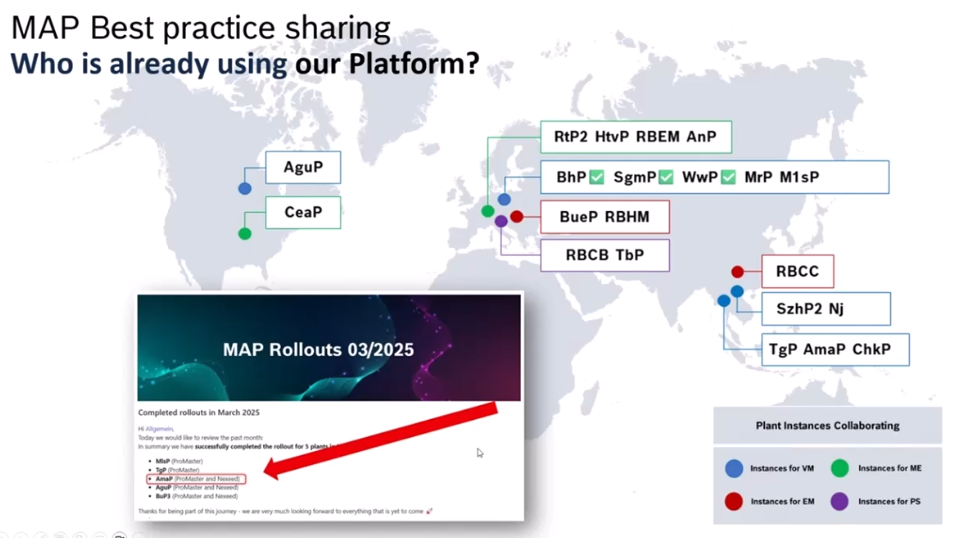 MAP Best practice sharing
Who is already using our Platform?
RtP2 HtvP RBEM AnP
AguP
BhP ✅ SgmP ✅ WwP ✅ MrP M1sP
CeaP
BueP RBHM
RBCB TbP
RBCC
SzhP2 Nj
TgP AmaP ChkP
MAP Rollouts 03/2025
Completed rollouts in March 2025
Hi Allgemein,
Today we would like to review the past month:
In summary we have successfully completed the rollout for 5 plants
• MlsP (ProMaster)
• TgP (ProMaster)
• AmaP (ProMaster and Nexeed)
• AguP (ProMaster and Nexeed)
• BuP3 (ProMaster and Nexeed)
Thanks for being part of this journey - we are very much looking forward to everything that is yet to come 🚀
Plant Instances Collaborating
Instances for VM
Instances for ME
Instances for EM
Instances for PS